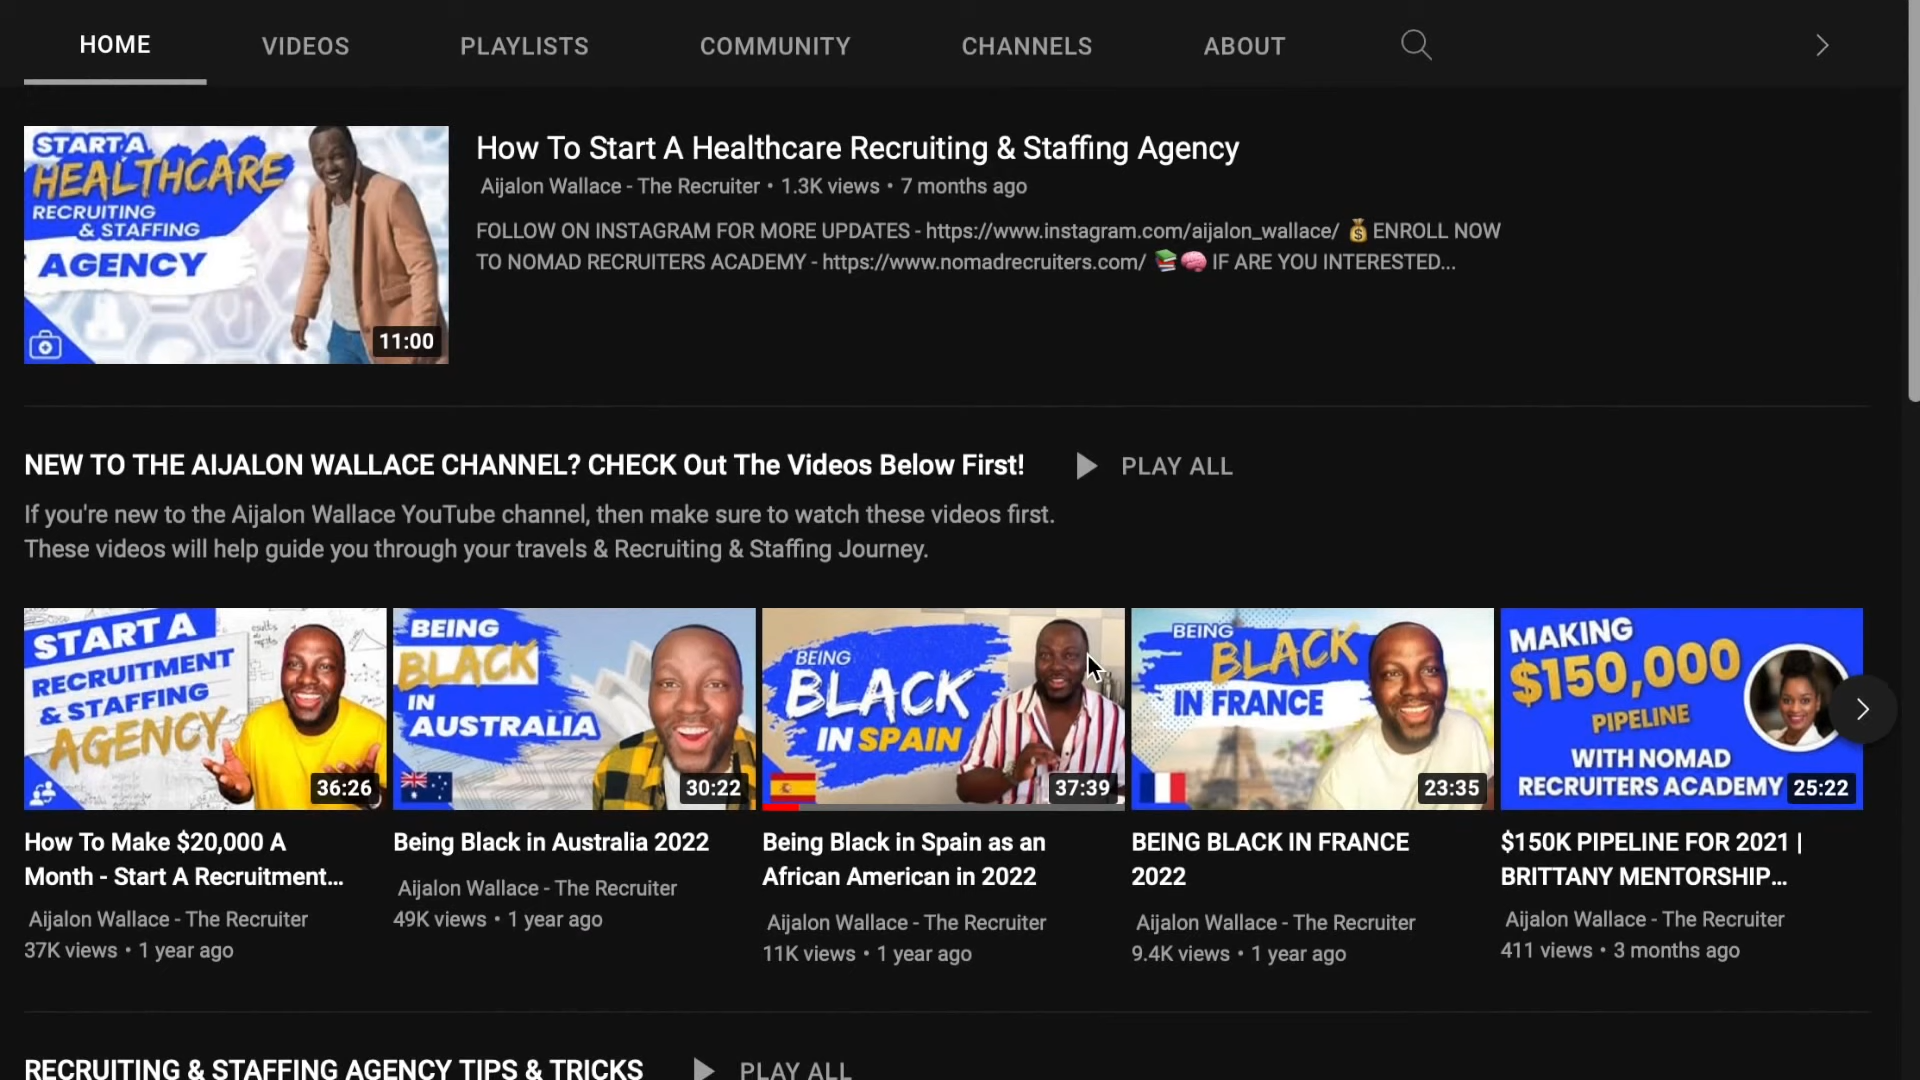 HOME
VIDEOS
PLAYLISTS
COMMUNITY
CHANNELS
ABOUT
START A
HEALTHCARE
RECRUITING
& STAFFING
AGENCY
11:00
How To Start A Healthcare Recruiting & Staffing Agency
Aijalon Wallace - The Recruiter • 1.3K views • 7 months ago
FOLLOW ON INSTAGRAM FOR MORE UPDATES - https://www.instagram.com/aijalon_wallace/ 💰 ENROLL NOW
TO NOMAD RECRUITERS ACADEMY - https://www.nomadrecruiters.com/ 📚🧠 IF ARE YOU INTERESTED...
NEW TO THE AIJALON WALLACE CHANNEL? CHECK Out The Videos Below First!
PLAY ALL
If you're new to the Aijalon Wallace YouTube channel, then make sure to watch these videos first.
These videos will help guide you through your travels & Recruiting & Staffing Journey.
START A
RECRUITMENT
& STAFFING
AGENCY
36:26
BEING
BLACK
IN
AUSTRALIA
30:22
BEING
BLACK
IN SPAIN
37:39
BEING
BLACK
IN FRANCE
23:35
MAKING
$150,000
PIPELINE
WITH NOMAD
RECRUITERS ACADEMY
25:22
How To Make $20,000 A
Month - Start A Recruitment...
Aijalon Wallace - The Recruiter
37K views • 1 year ago
Being Black in Australia 2022
Aijalon Wallace - The Recruiter
49K views • 1 year ago
Being Black in Spain as an
African American in 2022
Aijalon Wallace - The Recruiter
11K views • 1 year ago
BEING BLACK IN FRANCE
2022
Aijalon Wallace - The Recruiter
9.4K views • 1 year ago
$150K PIPELINE FOR 2021 |
BRITTANY MENTORSHIP...
Aijalon Wallace - The Recruiter
411 views • 3 months ago
RECRUITING & STAFFING AGENCY TIPS & TRICKS
PLAY ALL